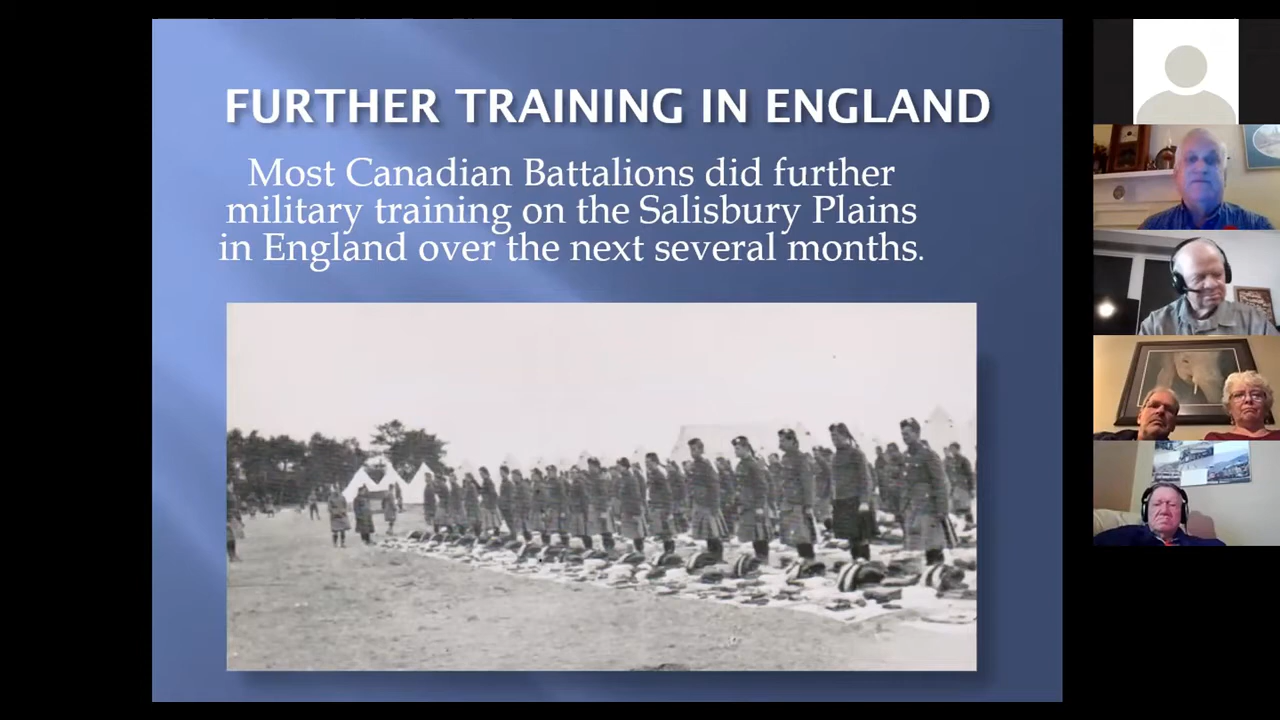 FURTHER TRAINING IN ENGLAND
Most Canadian Battalions did further
military training on the Salisbury Plains
in England over the next several months.